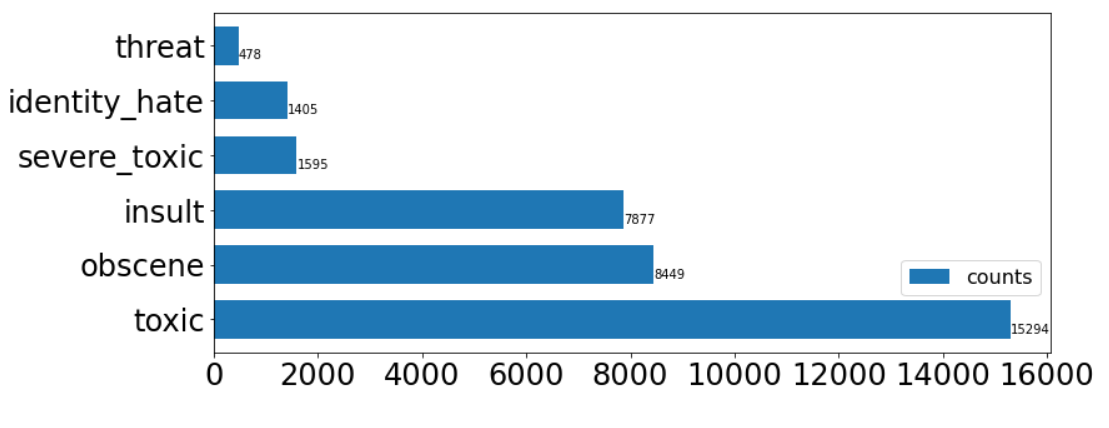 threat 478
identity_hate 1405
severe_toxic 1595
insult 7877
obscene 8449
counts
toxic 15294
0 2000 4000 6000 8000 10000 12000 14000 16000